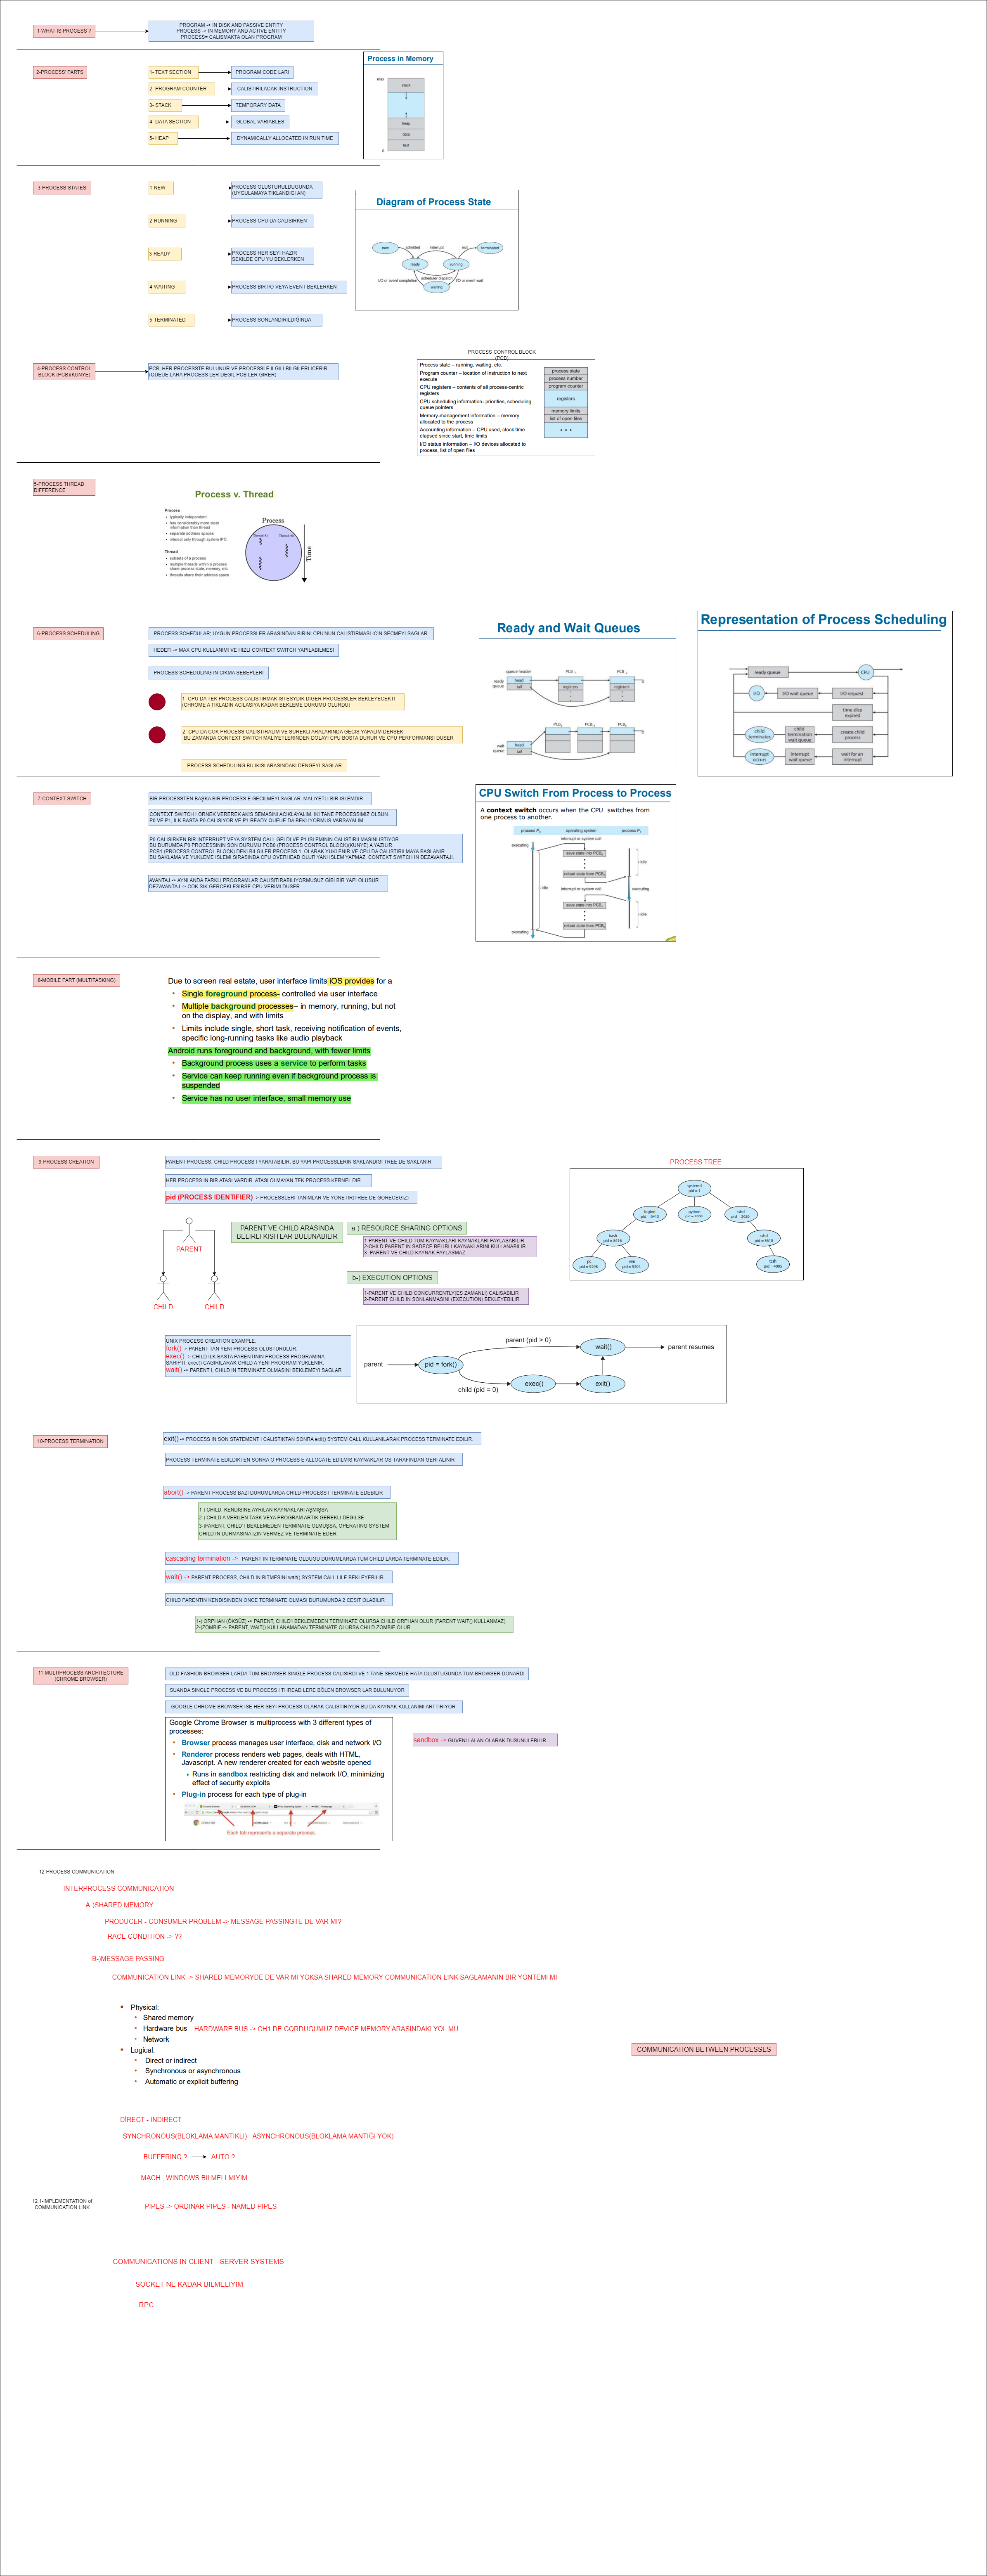 1-WHAT IS PROCESS ?
PROGRAM -> IN DISK AND PASSIVE ENTITY
PROCESS -> IN MEMORY AND ACTIVE ENTITY
PROCESS= CALISMAKTA OLAN PROGRAM
2-PROCESS' PARTS
1- TEXT SECTION
PROGRAM CODE LARI
2- PROGRAM COUNTER
CALISTIRILACAK INSTRUCTION
3- STACK
TEMPORARY DATA
4- DATA SECTION
GLOBAL VARIABLES
5- HEAP
DYNAMICALLY ALLOCATED IN RUN TIME
Process in Memory
max
stack
heap
data
text
0
3-PROCESS STATES
1-NEW
PROCESS OLUSTURULDUGUNDA
(UYGULAMAYA TIKLANDIGI AN)
2-RUNNING
PROCESS CPU DA CALISIRKEN
3-READY
PROCESS HER SEYI HAZIR
SEKILDE CPU YU BEKLERKEN
4-WAITING
PROCESS BIR I/O VEYA EVENT BEKLERKEN
5-TERMINATED
PROCESS SONLANDIRILDIĞINDA
Diagram of Process State
new
admitted
interrupt
exit
terminated
ready
running
I/O or event completion
scheduler dispatch
I/O or event wait
waiting
4-PROCESS CONTROL
BLOCK (PCB)(KÜNYE)
PCB, HER PROCESSTE BULUNUR VE PROCESSLE ILGILI BILGILERI ICERIR.
(QUEUE LARA PROCESS LER DEGIL PCB LER GIRER)
PROCESS CONTROL BLOCK
(PCB)
Process state – running, waiting, etc.
Program counter – location of instruction to next
execute
CPU registers – contents of all process-centric
registers
CPU scheduling information- priorities, scheduling
queue pointers
Memory-management information – memory
allocated to the process
Accounting information – CPU used, clock time
elapsed since start, time limits
I/O status information – I/O devices allocated to
process, list of open files
process state
process number
program counter
registers
memory limits
list of open files
• • •
5-PROCESS THREAD
DIFFERENCE
Process v. Thread
Process
• typically independent
• has considerably more state
information than thread
• separate address spaces
• interact only through system IPC
Thread
• subsets of a process
• multiple threads within a process
share process state, memory, etc
• threads share their address space
Process
Thread #1
Thread #2
Time
6-PROCESS SCHEDULING
PROCESS SCHEDULAR, UYGUN PROCESSLER ARASINDAN BIRINI CPU'NUN CALISTIRMASI ICIN SECMEYI SAGLAR.
HEDEFI -> MAX CPU KULLANIMI VE HIZLI CONTEXT SWITCH YAPILABILMESI
PROCESS SCHEDULING IN CIKMA SEBEPLERİ
1- CPU DA TEK PROCESS CALISTIRMAK ISTESYDIK DIGER PROCESSLER BEKLEYECEKTI
(CHROME A TIKLADIN ACILASIYA KADAR BEKLEME DURUMU OLURDU)
2- CPU DA COK PROCESS CALISTIRALIM VE SUREKLI ARALARINDA GECIS YAPALIM DERSEK
BU ZAMANDA CONTEXT SWITCH MALIYETLERINDEN DOLAYI CPU BOSTA DURUR VE CPU PERFORMANSI DUSER
PROCESS SCHEDULING BU IKISI ARASINDAKI DENGEYI SAGLAR
Ready and Wait Queues
queue header
ready
queue
head
tail
registers
registers
wait
queue
head
tail
Representation of Process Scheduling
ready queue
CPU
I/O
I/O wait queue
I/O request
time slice
expired
child
terminates
child
termination
wait queue
create child
process
interrupt
occurs
interrupt
wait queue
wait for an
interrupt
7-CONTEXT SWITCH
BIR PROCESSTEN BAŞKA BIR PROCESS E GECILMEYI SAGLAR. MALIYETLI BIR ISLEMDIR.
CONTEXT SWITCH I ORNEK VEREREK AKIS SEMASINI ACIKLAYALIM. IKI TANE PROCESSIMIZ OLSUN.
P0 VE P1. ILK BASTA P0 CALISIYOR VE P1 READY QUEUE DA BEKLIYORMUS VARSAYALIM.
P0 CALISIRKEN BIR INTERRUPT VEYA SYSTEM CALL GELDI VE P1 ISLEMININ CALISTIRILMASINI ISTIYOR.
BU DURUMDA P0 PROCESSININ SON DURUMU PCB0 (PROCESS CONTROL BLOCK)(KÜNYE) A YAZILIR.
PCB1 (PROCESS CONTROL BLOCK) DEKI BILGILER PROCESS 1. OLARAK YUKLENIR VE CPU DA CALISTIRILMAYA BASLANIR.
BU SAKLAMA VE YUKLEME ISLEMI SIRASINDA CPU OVERHEAD OLUR YANI ISLEM YAPMAZ. CONTEXT SWITCH IN DEZAVANTAJI.
AVANTAJ -> AYNI ANDA FARKLI PROGRAMLAR CALISITIRABILIYORMUSUZ GIBİ BİR YAPI OLUSUR
DEZAVANTAJ -> COK SIK GERCEKLESIRSE CPU VERIMI DUSER
CPU Switch From Process to Process
A context switch occurs when the CPU switches from
one process to another.
process P0
operating system
process P1
interrupt or system call
executing
save state into PCB0
reload state from PCB1
idle
idle
interrupt or system call
executing
save state into PCB1
reload state from PCB0
idle
executing
8-MOBILE PART (MULTITASKING)
Due to screen real estate, user interface limits iOS provides for a
• Single foreground process- controlled via user interface
• Multiple background processes– in memory, running, but not
on the display, and with limits
• Limits include single, short task, receiving notification of events,
specific long-running tasks like audio playback
Android runs foreground and background, with fewer limits
• Background process uses a service to perform tasks
• Service can keep running even if background process is
suspended
• Service has no user interface, small memory use
9-PROCESS CREATION
PARENT PROCESS, CHILD PROCESS I YARATABILIR, BU YAPI PROCESSLERIN SAKLANDIGI TREE DE SAKLANIR
HER PROCESS IN BIR ATASI VARDIR. ATASI OLMAYAN TEK PROCESS KERNEL DIR
pid (PROCESS IDENTIFIER) -> PROCESSLERI TANIMLAR VE YONETIR(TREE DE GORECEGIZ)
PARENT
CHILD
CHILD
PARENT VE CHILD ARASINDA
BELIRLI KISITLAR BULUNABILIR
a-) RESOURCE SHARING OPTIONS
1-PARENT VE CHILD TUM KAYNAKLARI KAYNAKLARI PAYLASABILIR.
2-CHILD PARENT IN SADECE BELIRLI KAYNAKLARINI KULLANABILIR.
3- PARENT VE CHILD KAYNAK PAYLASMAZ.
b-) EXECUTION OPTIONS
1-PARENT VE CHILD CONCURRENTLY(ES ZAMANLI) CALISABILIR
2-PARENT CHILD IN SONLANMASINI (EXECUTION) BEKLEYEBILIR
PROCESS TREE
systemd
pid = 1
logind
pid = 8415
python
sshd
pid = 3028
bash
pid = 8416
sshd
pid = 3610
ps
pid = 9298
vim
pid = 9204
tcsh
pid = 4005
UNIX PROCESS CREATION EXAMPLE:
fork() -> PARENT TAN YENI PROCESS OLUSTURULUR.
exec() -> CHILD ILK BASTA PARENTININ PROCESS PROGRAMINA
SAHIPTI, exec() CAGIRILARAK CHILD A YENI PROGRAM YUKLENIR.
wait() -> PARENT I, CHILD IN TERMINATE OLMASINI BEKLEMEYI SAGLAR
parent
pid = fork()
parent (pid > 0)
wait()
parent resumes
child (pid = 0)
exec()
exit()
10-PROCESS TERMINATION
exit() -> PROCESS IN SON STATEMENT I CALISTIKTAN SONRA exit() SYSTEM CALL KULLANILARAK PROCESS TERMINATE EDILIR.
PROCESS TERMINATE EDILDIKTEN SONRA O PROCESS E ALLOCATE EDILMIS KAYNAKLAR OS TARAFINDAN GERI ALINIR
abort() -> PARENT PROCESS BAZI DURUMLARDA CHILD PROCESS I TERMINATE EDEBILIR
1-) CHILD, KENDISINE AYRILAN KAYNAKLARI AŞMIŞSA
2-) CHILD A VERILEN TASK VEYA PROGRAM ARTIK GEREKLI DEGILSE
3-)PARENT, CHILD' I BEKLEMEDEN TERMINATE OLMUŞSA, OPERATING SYSTEM
CHILD IN DURMASINA IZIN VERMEZ VE TERMINATE EDER.
cascading termination -> PARENT IN TERMINATE OLDUGU DURUMLARDA TUM CHILD LARDA TERMINATE EDILIR.
wait() -> PARENT PROCESS, CHILD IN BITMESINI wait() SYSTEM CALL I ILE BEKLEYEBILIR.
CHILD PARENTIN KENDISINDEN ONCE TERMINATE OLMASI DURUMUNDA 2 CESIT OLABILIR.
1-) ORPHAN (ÖKSÜZ) -> PARENT, CHILD'I BEKLEMEDEN TERMINATE OLURSA CHILD ORPHAN OLUR (PARENT WAIT() KULLANMAZ)
2-)ZOMBIE -> PARENT, WAIT() KULLANAMADAN TERMINATE OLURSA CHILD ZOMBIE OLUR.
11-MULTIPROCESS ARCHITECTURE
(CHROME BROWSER)
OLD FASHION BROWSER LARDA TUM BROWSER SINGLE PROCESS CALISIRDI VE 1 TANE SEKMEDE HATA OLUSTUGUNDA TUM BROWSER DONARDI
SUANDA SINGLE PROCESS VE BU PROCESS I THREAD LERE BÖLEN BROWSER LAR BULUNUYOR
GOOGLE CHROME BROWSER ISE HER SEYI PROCESS OLARAK CALISTIRIYOR BU DA KAYNAK KULLANIMI ARTTIRIYOR.
Google Chrome Browser is multiprocess with 3 different types of
processes:
• Browser process manages user interface, disk and network I/O
• Renderer process renders web pages, deals with HTML,
Javascript. A new renderer created for each website opened
Runs in sandbox restricting disk and network I/O, minimizing
effect of security exploits
• Plug-in process for each type of plug-in
chrome
Each tab represents a separate process.
sandbox -> GUVENLI ALAN OLARAK DUSUNULEBILIR.
12-PROCESS COMMUNICATION
INTERPROCESS COMMUNICATION
A-)SHARED MEMORY
PRODUCER - CONSUMER PROBLEM -> MESSAGE PASSINGTE DE VAR MI?
RACE CONDITION -> ??
B-)MESSAGE PASSING
COMMUNICATION LINK -> SHARED MEMORYDE DE VAR MI YOKSA SHARED MEMORY COMMUNICATION LINK SAGLAMANIN BIR YONTEMI MI
• Physical:
• Shared memory
• Hardware bus
HARDWARE BUS -> CH1 DE GORDUGUMUZ DEVICE MEMORY ARASINDAKI YOL MU
• Network
• Logical:
• Direct or indirect
• Synchronous or asynchronous
• Automatic or explicit buffering
COMMUNICATION BETWEEN PROCESSES
DİRECT - INDIRECT
SYNCHRONOUS(BLOKLAMA MANTIKLI) - ASYNCHRONOUS(BLOKLAMA MANTIĞI YOK)
BUFFERING ?
AUTO ?
MACH , WINDOWS BILMELI MIYIM
12.1-IMPLEMENTATION of
COMMUNICATION LINK
PIPES -> ORDINAR PIPES - NAMED PIPES
COMMUNICATIONS IN CLIENT - SERVER SYSTEMS
SOCKET NE KADAR BILMELIYIM
RPC